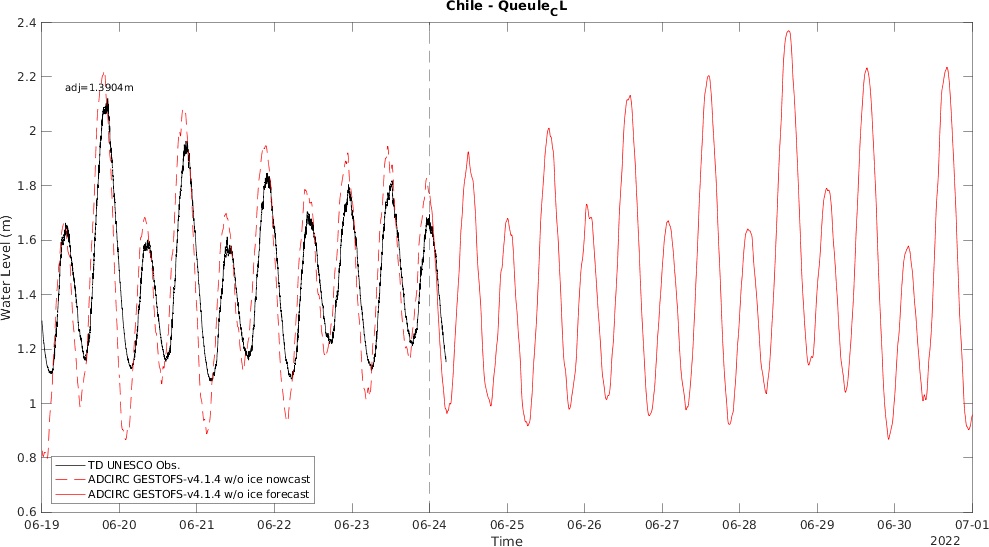 Chile - Queule_CL
2.4
2.2
2
1.8
1.6
1.4
1.2
1
0.8
0.6
Water Level (m)
adj=1.3904m
TD UNESCO Obs.
ADCIRC GESTOFS-v4.1.4 w/o ice nowcast
ADCIRC GESTOFS-v4.1.4 w/o ice forecast
06-19 06-20 06-21 06-22 06-23 06-24 06-25 06-26 06-27 06-28 06-29 06-30 07-01
Time
2022